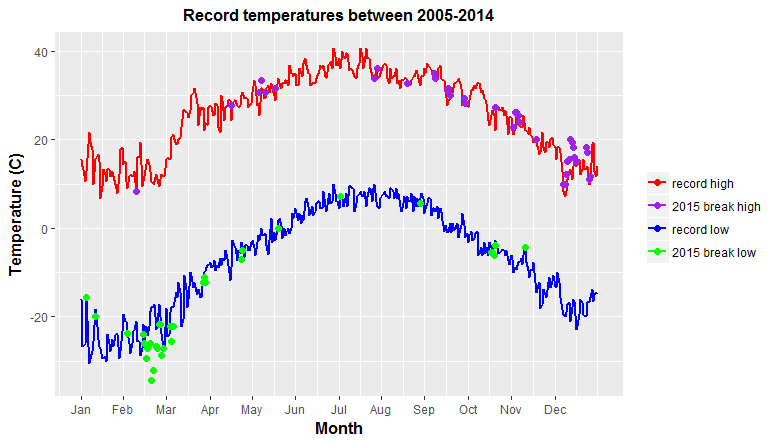 Record temperatures between 2005-2014
Temperature (C)
40
20
0
-20
Jan Feb Mar Apr May Jun Jul Aug Sep Oct Nov Dec
Month
record high
2015 break high
record low
2015 break low